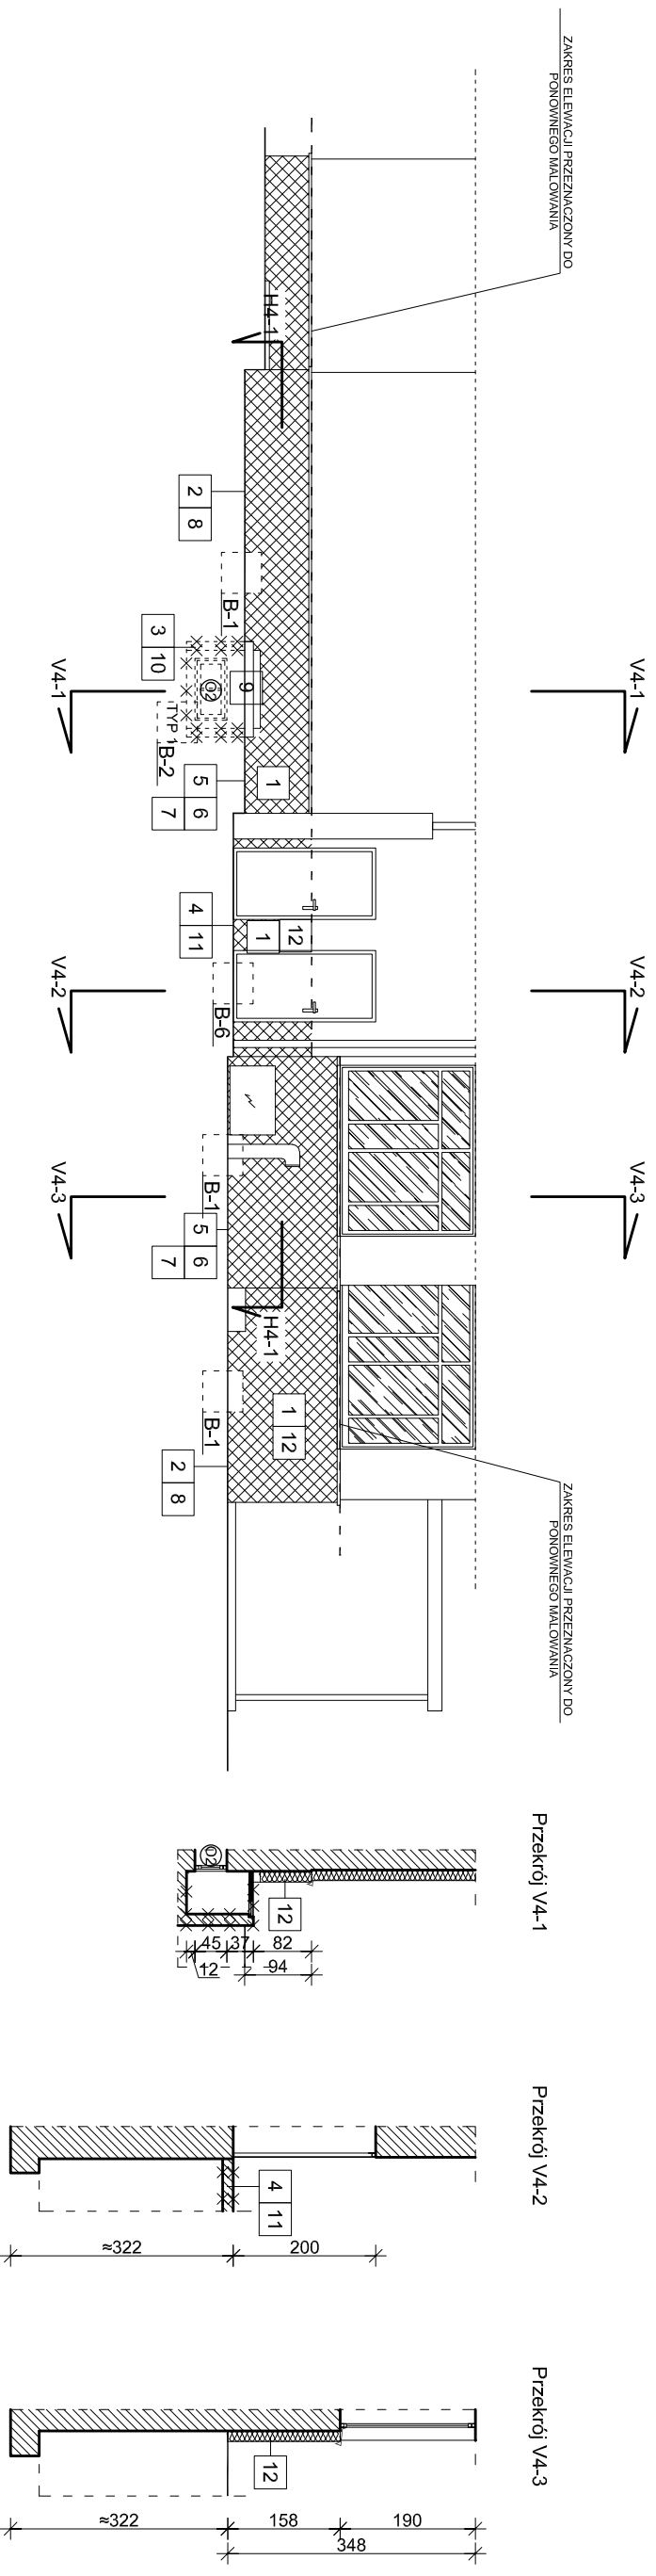 ZAKRES ELEWACJI PRZEZNACZONY DO
PONOWNEGO MALOWANIA
H4-1
2 8
B-1
3 10
O2
9
TYP 1
B-2
V4-1
V4-1
1
5 6
7
4 11
1 12
B-6
V4-2
V4-2
B-1
5 6
7
V4-3
V4-3
H4-1
1 12
B-1
2 8
ZAKRES ELEWACJI PRZEZNACZONY DO
PONOWNEGO MALOWANIA
Przekrój V4-1
O2
12
45
37
82
12
94
Przekrój V4-2
4 11
≈322
200
Przekrój V4-3
12
≈322
158
190
348